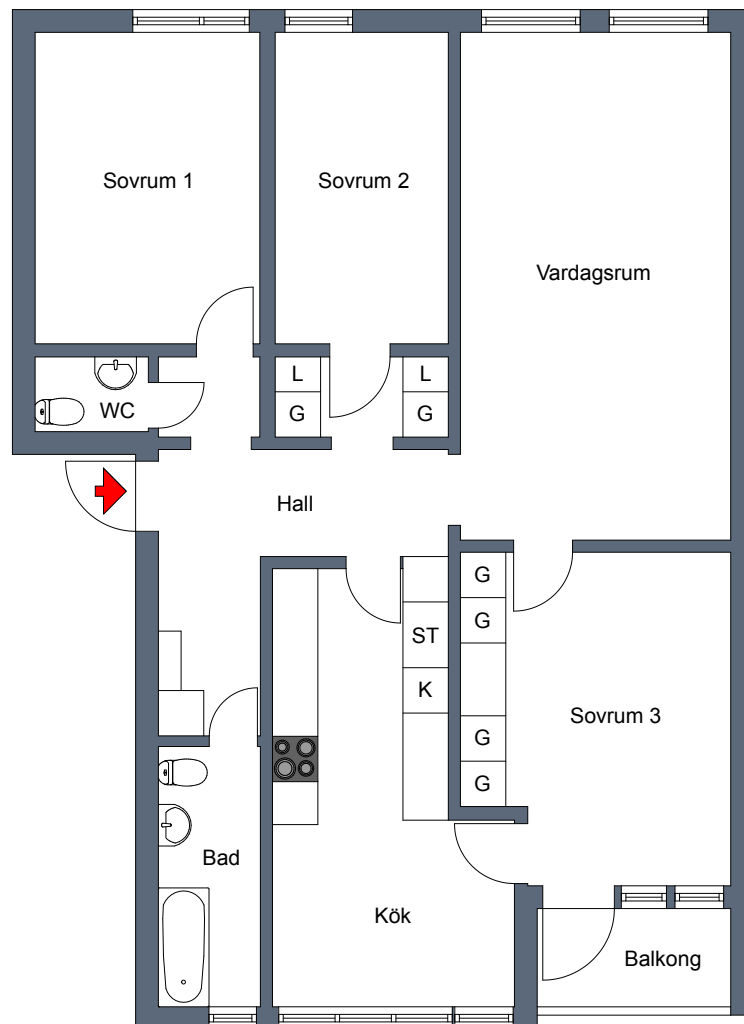 Sovrum 1
Sovrum 2
Vardagsrum
L
L
WC
G
G
Hall
G
G
ST
K
Sovrum 3
G
G
Bad
Kök
Balkong